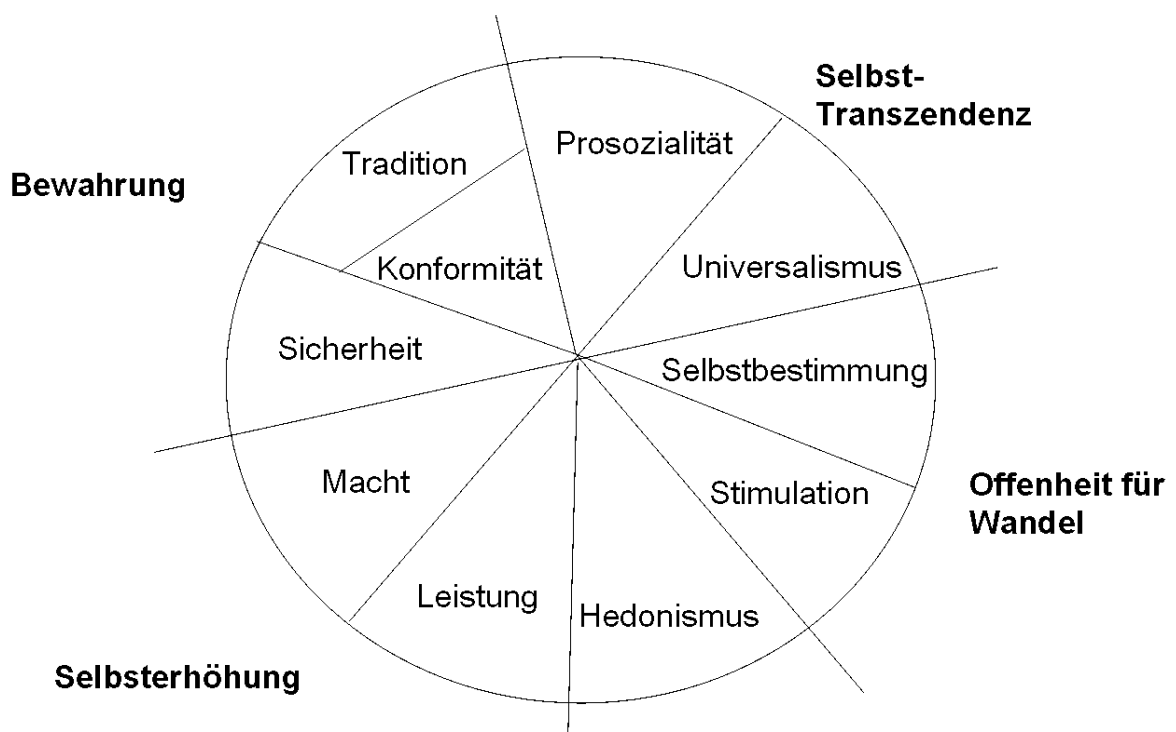 Selbst-
Transzendenz
Prosozialität
Tradition
Bewahrung
Konformität
Universalismus
Sicherheit
Selbstbestimmung
Macht
Stimulation
Offenheit für
Wandel
Leistung
Hedonismus
Selbsterhöhung